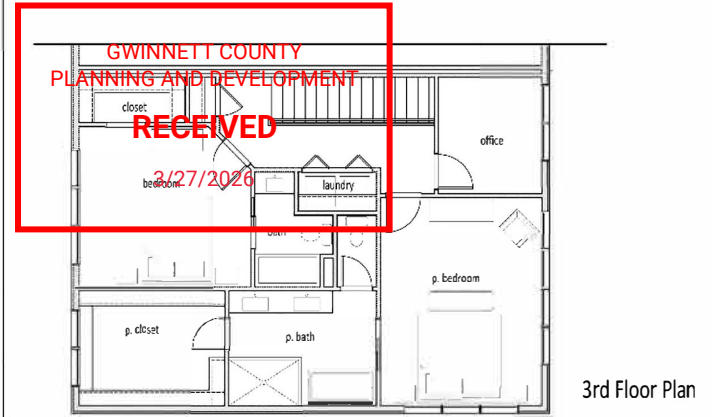 GWINNETT COUNTY
PLANNING AND DEVELOPMENT
RECEIVED
3/27/2026
closet
office
bedroom
laundry
bath
p. bedroom
p. closet
p. bath
3rd Floor Plan